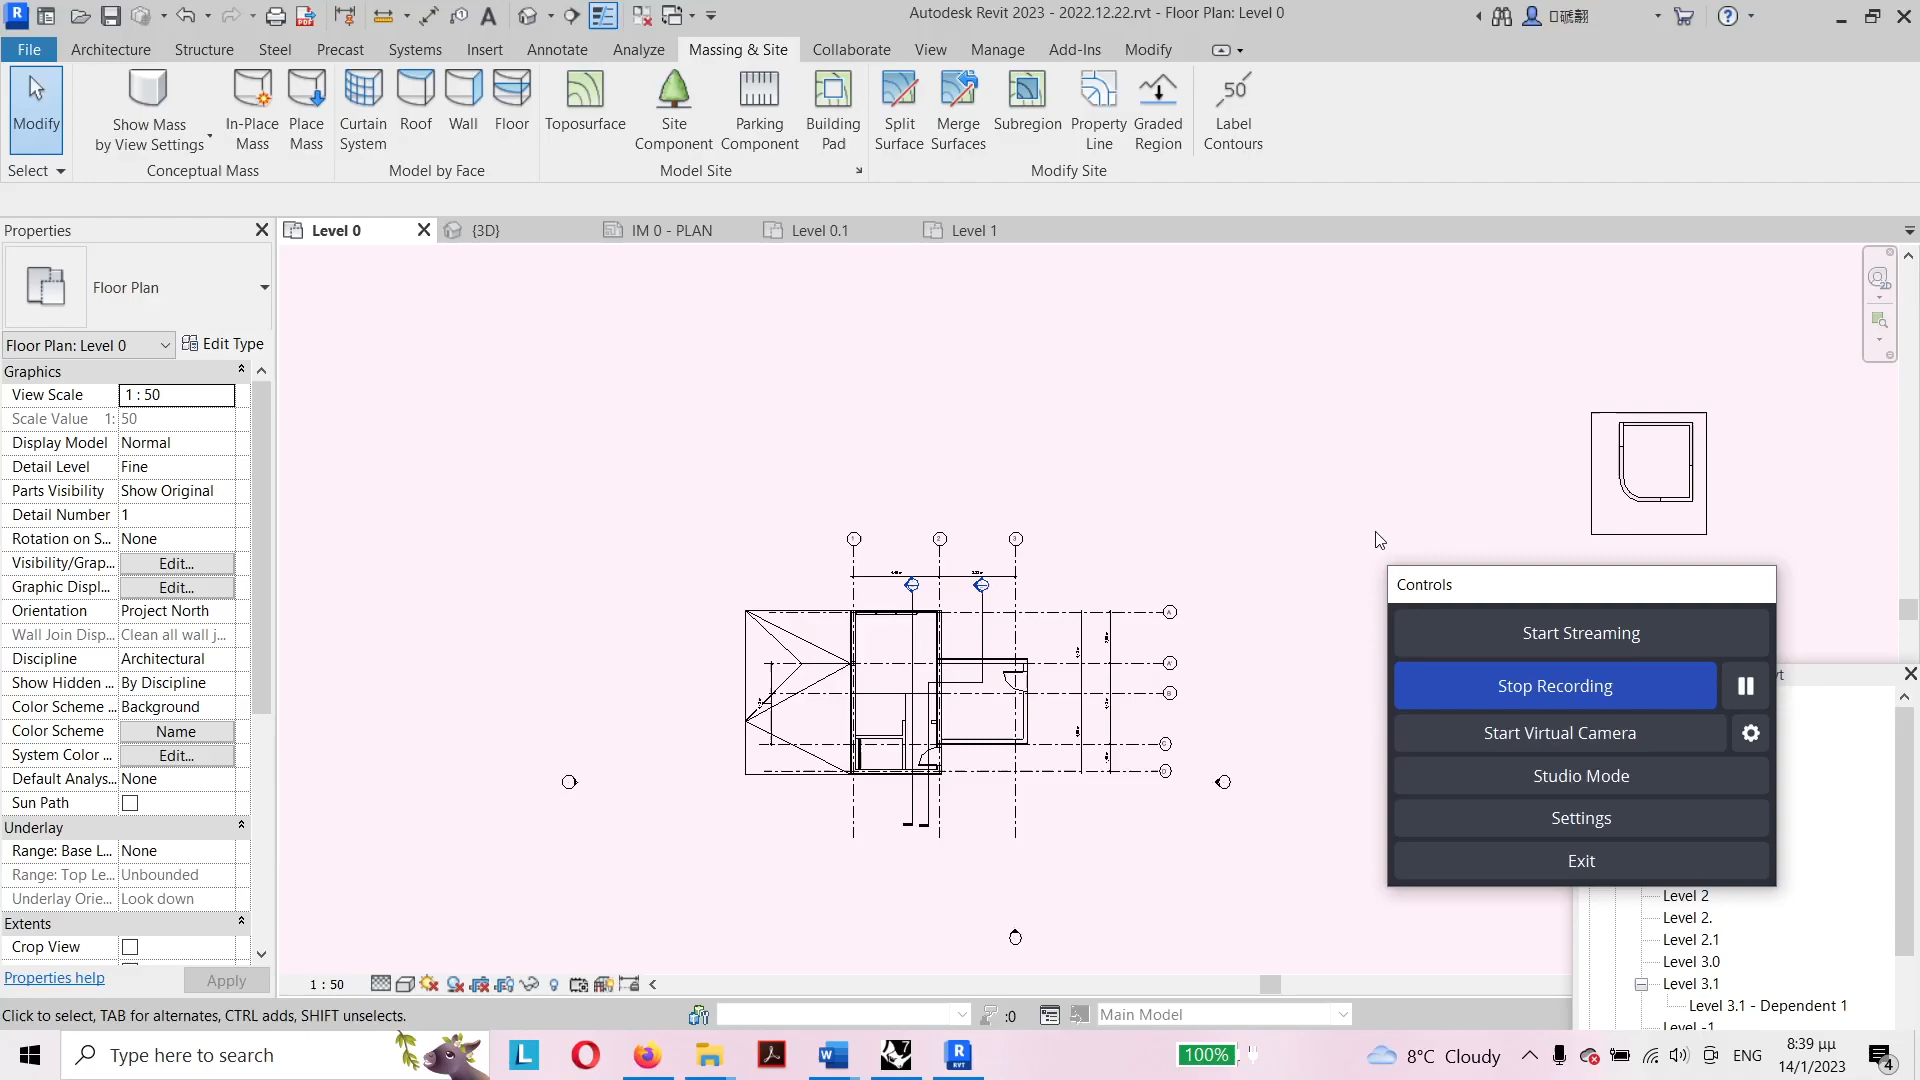 Autodesk Revit 2023 - 2022.12.22.rvt - Floor Plan: Level 0
File Architecture Structure Steel Precast Systems Insert Annotate Analyze Massing & Site Collaborate View Manage Add-Ins Modify
Modify
Show Mass by View Settings
In-Place Mass
Place Mass
Curtain System
Roof
Wall
Floor
Toposurface
Site Component
Parking Component
Building Pad
Split Surface
Merge Surfaces
Subregion
Property Line
Graded Region
50
Label Contours
Select
Conceptual Mass
Model by Face
Model Site
Modify Site
Properties
Level 0
{3D}
IM 0 - PLAN
Level 0.1
Level 1
Floor Plan
Floor Plan: Level 0
Edit Type
Graphics
View Scale 1 : 50
Scale Value 1: 50
Display Model Normal
Detail Level Fine
Parts Visibility Show Original
Detail Number 1
Rotation on S... None
Visibility/Grap... Edit...
Graphic Displ... Edit...
Orientation Project North
Wall Join Disp... Clean all wall j...
Discipline Architectural
Show Hidden ... By Discipline
Color Scheme ... Background
Color Scheme Name
System Color ... Edit...
Default Analys... None
Sun Path
Underlay
Range: Base L... None
Range: Top Le... Unbounded
Underlay Orie... Look down
Extents
Crop View
Properties help
Apply
2D
1
2
3
A
A'
B
C
D
Controls
Start Streaming
Stop Recording
Start Virtual Camera
Studio Mode
Settings
Exit
Level 2
Level 2.
Level 2.1
Level 3.0
Level 3.1
Level 3.1 - Dependent 1
Level -1
1 : 50
Click to select, TAB for alternates, CTRL adds, SHIFT unselects.
:0
Main Model
Type here to search
100%
8°C Cloudy
ENG
8:39 μμ
14/1/2023
4